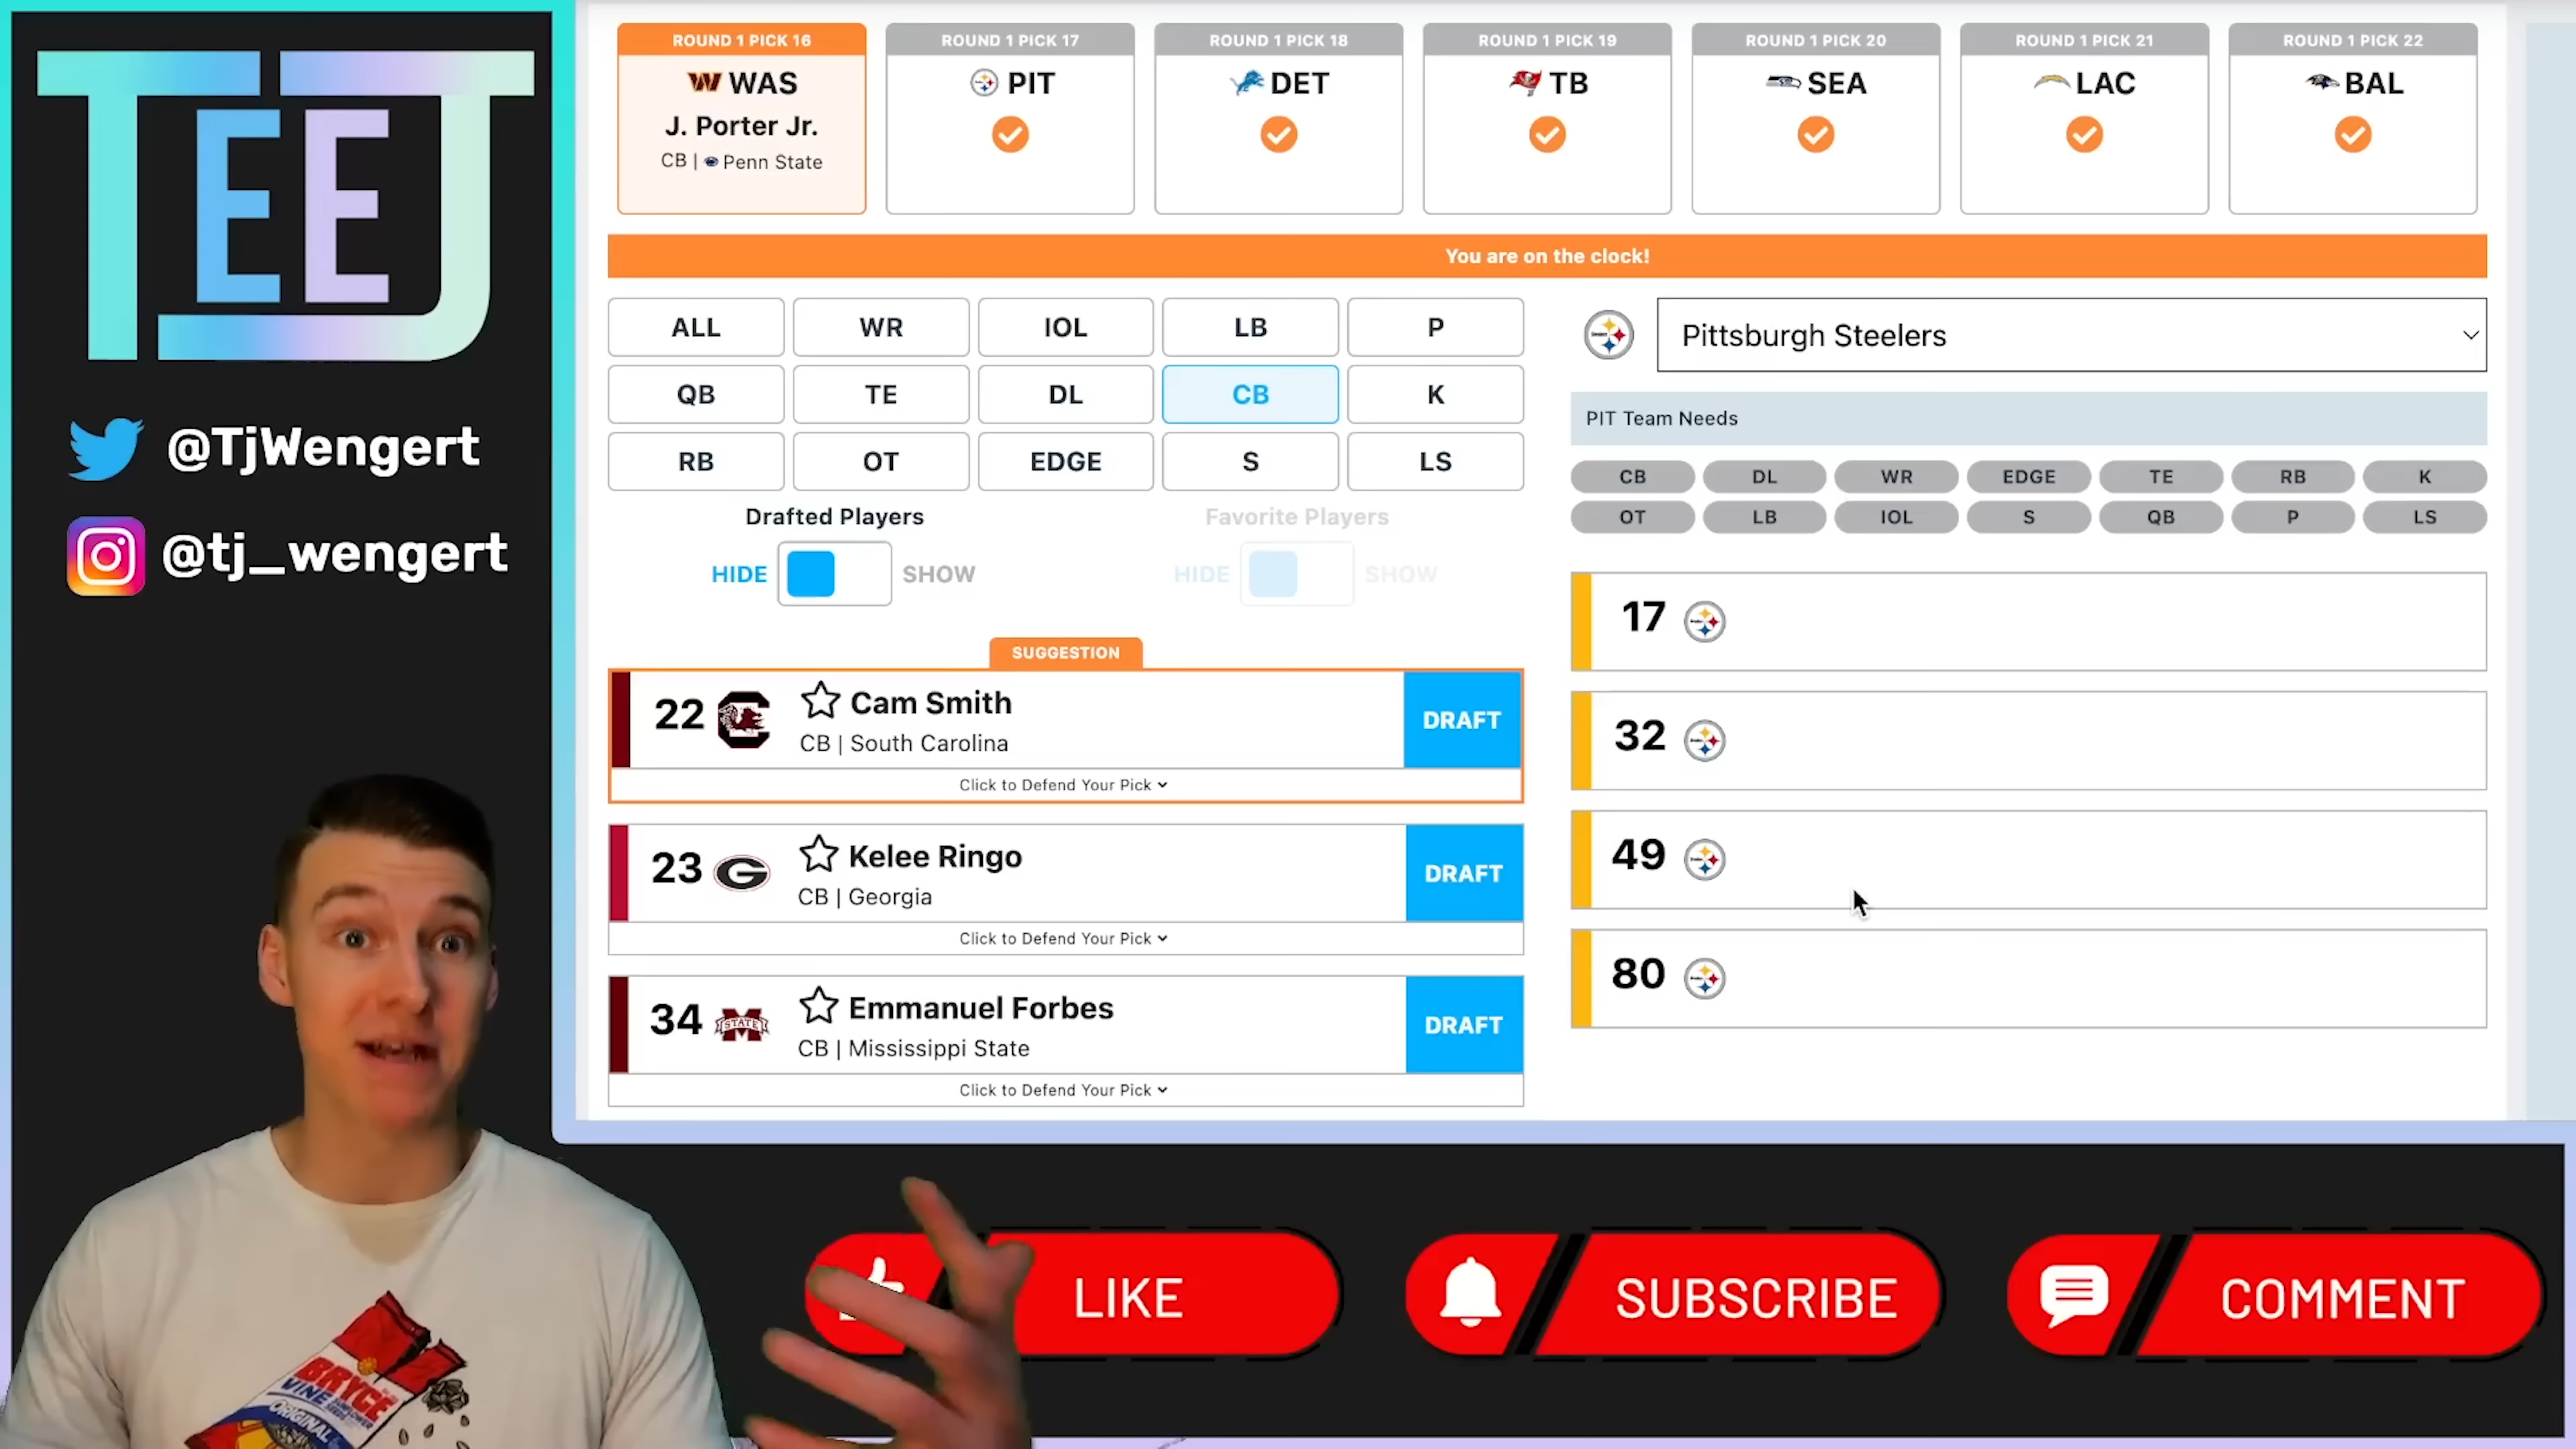 TEEJ
@TjWengert
@tj_wengert
ROUND 1 PICK 16
WAS
J. Porter Jr.
CB | Penn State
ROUND 1 PICK 17
PIT
ROUND 1 PICK 18
DET
ROUND 1 PICK 19
TB
ROUND 1 PICK 20
SEA
ROUND 1 PICK 21
LAC
ROUND 1 PICK 22
BAL
You are on the clock!
ALL WR IOL LB P
QB TE DL CB K
RB OT EDGE S LS
Drafted Players
HIDE SHOW
Favorite Players
HIDE SHOW
SUGGESTION
22 Cam Smith
CB | South Carolina
DRAFT
Click to Defend Your Pick
23 G Kelee Ringo
CB | Georgia
DRAFT
Click to Defend Your Pick
34 STATE Emmanuel Forbes
CB | Mississippi State
DRAFT
Click to Defend Your Pick
Pittsburgh Steelers
PIT Team Needs
CB DL WR EDGE TE RB K
OT LB IOL S QB P LS
17
32
49
80
BRYCE
VINE
ORIGINAL
LIKE
SUBSCRIBE
COMMENT